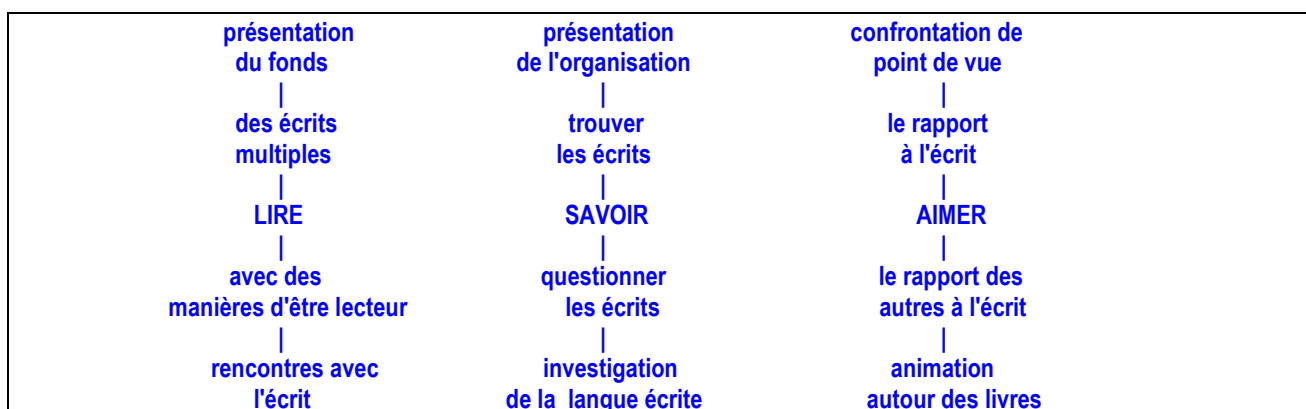 présentation présentation confrontation de
du fonds de l'organisation point de vue
| | |
des écrits trouver le rapport
multiples les écrits à l'écrit
| | |
LIRE SAVOIR AIMER
| | |
avec des questionner le rapport des
manières d'être lecteur les écrits autres à l'écrit
| | |
rencontres avec investigation animation
l'écrit de la langue écrite autour des livres